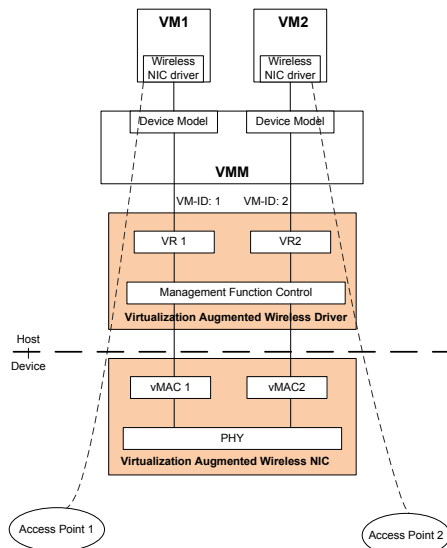 VM1
VM2
Wireless
NIC driver
Wireless
NIC driver
Device Model
Device Model
VMM
VM-ID: 1
VM-ID: 2
VR 1
VR2
Management Function Control
Virtualization Augmented Wireless Driver
Host
Device
vMAC 1
vMAC2
PHY
Virtualization Augmented Wireless NIC
Access Point 1
Access Point 2